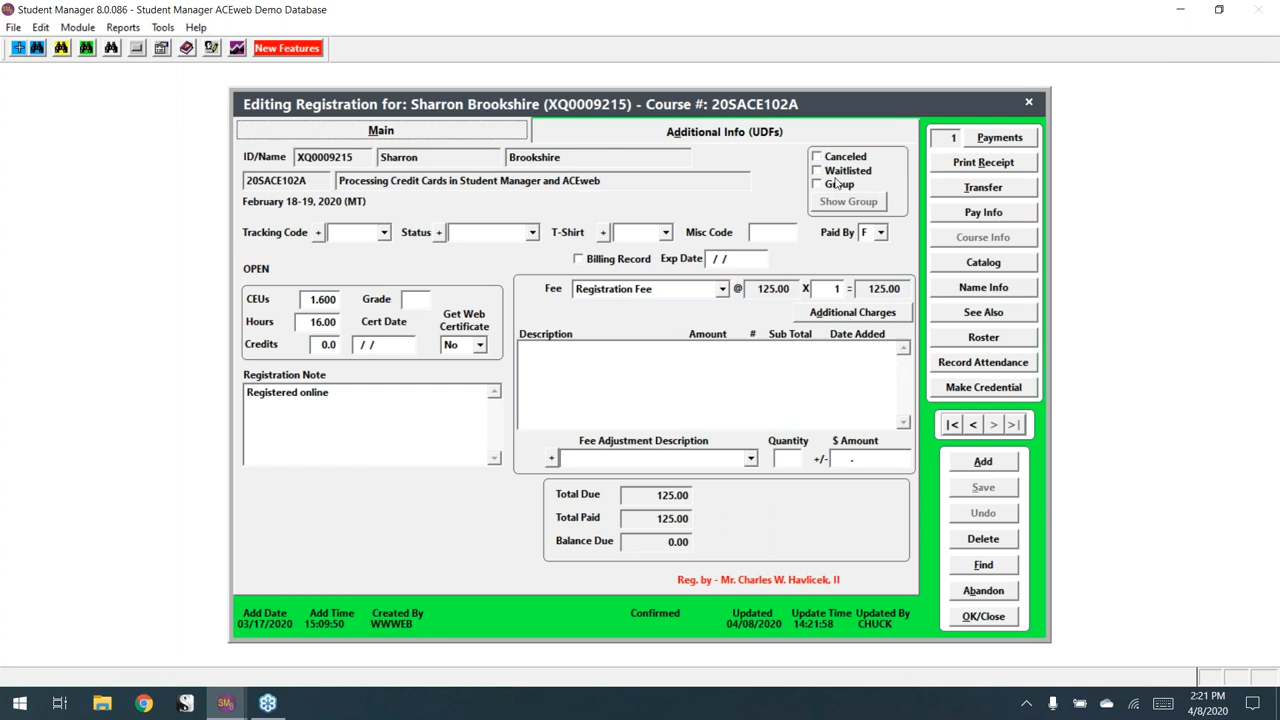 Student Manager 8.0.086 - Student Manager ACEweb Demo Database
File Edit Module Reports Tools Help
New Features
Editing Registration for: Sharron Brookshire (XQ0009215) - Course #: 20SACE102A
Main Additional Info (UDFs)
ID/Name XQ0009215 Sharron Brookshire
20SACE102A Processing Credit Cards in Student Manager and ACEweb
February 18-19, 2020 (MT)
Canceled
Waitlisted
Group
Show Group
Tracking Code + Status + T-Shirt + Misc Code Paid By F
Billing Record Exp Date / /
OPEN
CEUs 1.600 Grade
Hours 16.00 Cert Date
Credits 0.0 / /
Get Web
Certificate
No
Fee Registration Fee @ 125.00 X 1 = 125.00
Additional Charges
Description Amount # Sub Total Date Added
Registration Note
Registered online
Fee Adjustment Description Quantity $ Amount
+ +/- .
Total Due 125.00
Total Paid 125.00
Balance Due 0.00
Reg. by - Mr. Charles W. Havlicek, II
Add Date Add Time Created By Confirmed Updated Update Time Updated By
03/17/2020 15:09:50 WWWEB 04/08/2020 14:21:58 CHUCK
1 Payments
Print Receipt
Transfer
Pay Info
Course Info
Catalog
Name Info
See Also
Roster
Record Attendance
Make Credential
|< < > >|
Add
Save
Undo
Delete
Find
Abandon
OK/Close
SM8
2:21 PM
4/8/2020